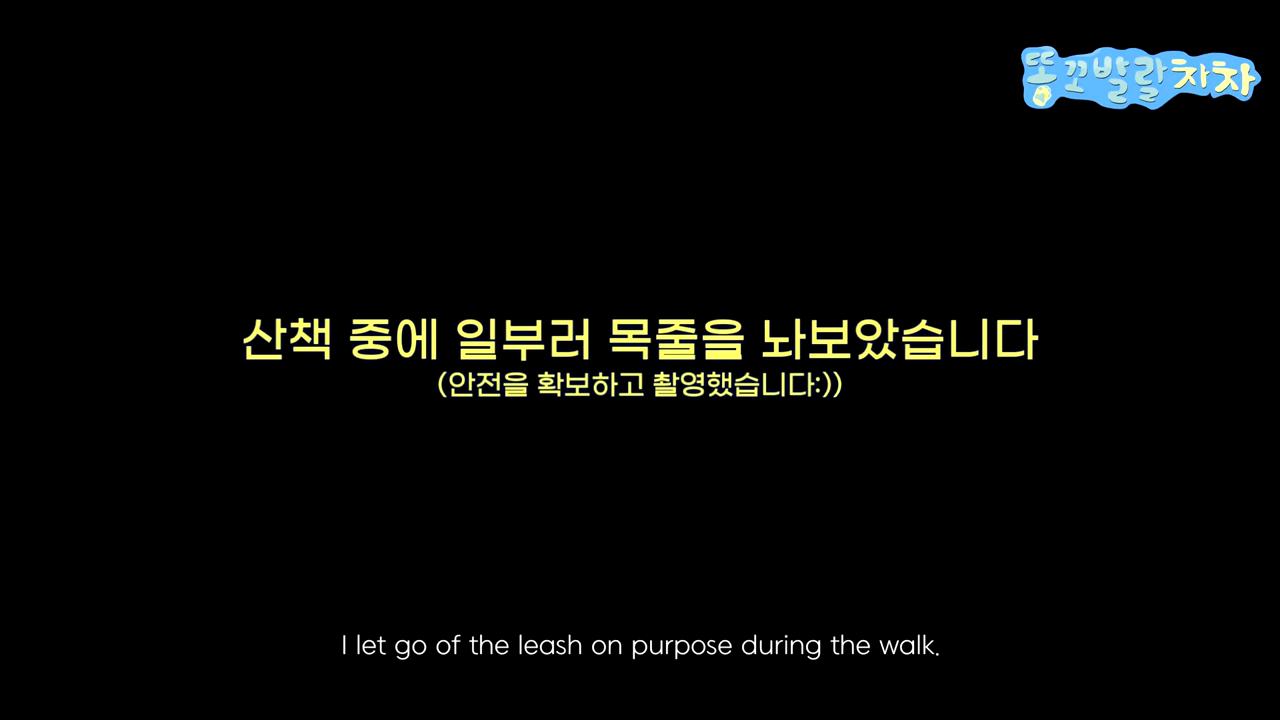 똥꼬발랄차차
산책 중에 일부러 목줄을 놔보았습니다
(안전을 확보하고 촬영했습니다:))
I let go of the leash on purpose during the walk.